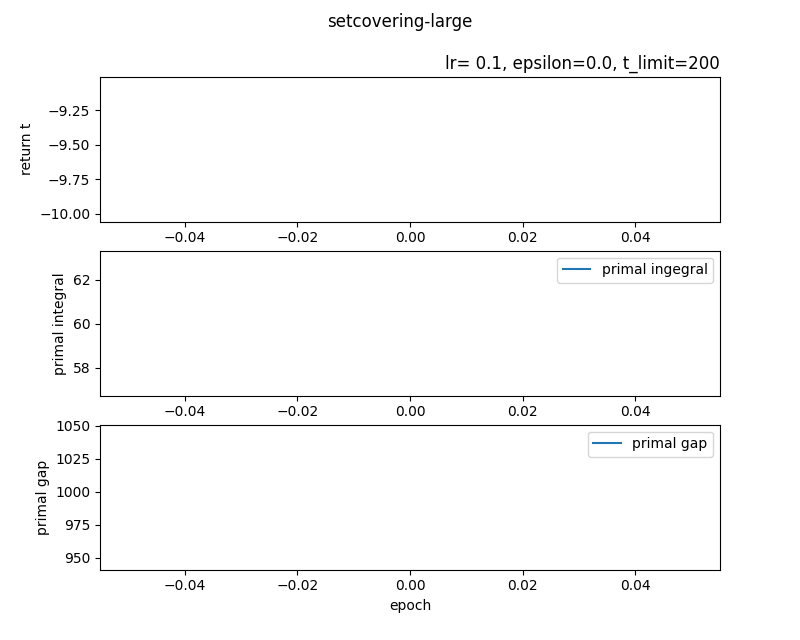 setcovering-large
lr= 0.1, epsilon=0.0, t_limit=200
return t
−9.25
−9.50
−9.75
−10.00
−0.04 −0.02 0.00 0.02 0.04
primal integral
62
60
58
primal ingegral
−0.04 −0.02 0.00 0.02 0.04
primal gap
1050
1025
1000
975
950
primal gap
−0.04 −0.02 0.00 0.02 0.04
epoch